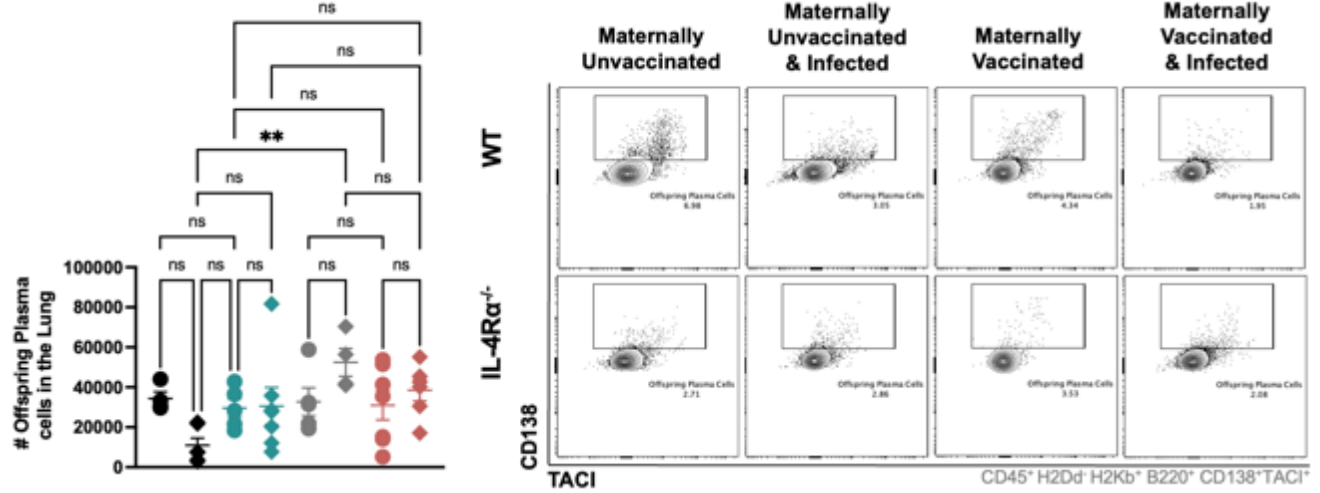 ns
ns
ns
**
ns
ns
ns
ns
ns
ns
ns
ns
ns
# Offspring Plasma
cells in the Lung
100000
80000
60000
40000
20000
0
Maternally
Unvaccinated
Maternally
Unvaccinated
& Infected
Maternally
Vaccinated
Maternally
Vaccinated
& Infected
WT
Offspring Plasma Cells
6.98
Offspring Plasma Cells
3.05
Offspring Plasma Cells
4.34
Offspring Plasma Cells
1.95
IL-4Rα-/-
Offspring Plasma Cells
2.71
Offspring Plasma Cells
2.86
Offspring Plasma Cells
3.53
Offspring Plasma Cells
2.08
CD138
TACI
CD45⁺ H2Dd⁻ H2Kb⁺ B220⁺ CD138⁺TACI⁺